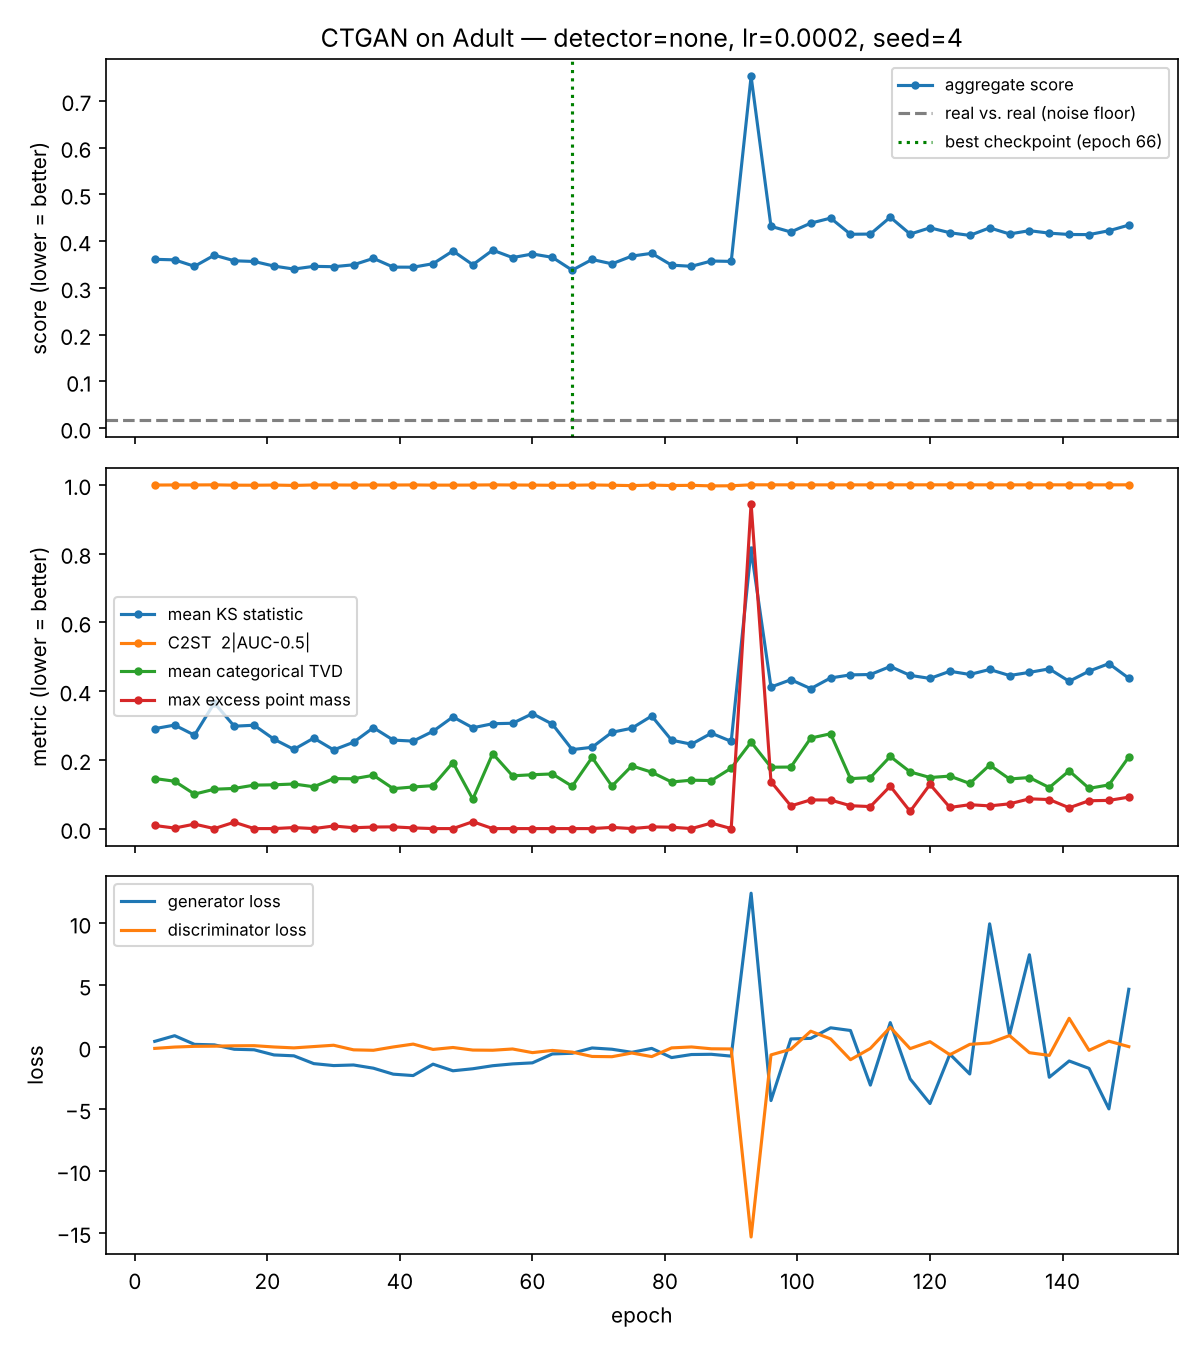 CTGAN on Adult — detector=none, lr=0.0002, seed=4
score (lower = better)
0.7
0.6
0.5
0.4
0.3
0.2
0.1
0.0
aggregate score
real vs. real (noise floor)
best checkpoint (epoch 66)
metric (lower = better)
1.0
0.8
0.6
0.4
0.2
0.0
mean KS statistic
C2ST 2|AUC-0.5|
mean categorical TVD
max excess point mass
loss
10
5
0
−5
−10
−15
generator loss
discriminator loss
0 20 40 60 80 100 120 140
epoch